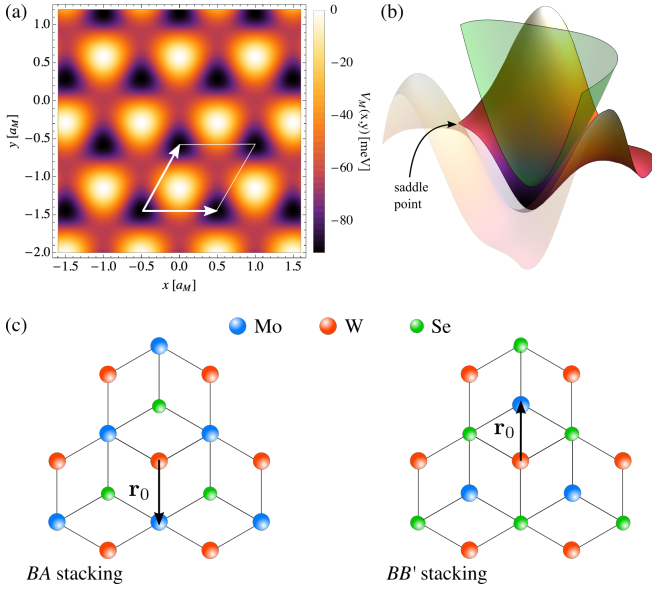 (a)
1.0
0.5
0.0
−0.5
−1.0
−1.5
−2.0
y [a_M]
−1.5 −1.0 −0.5 0.0 0.5 1.0 1.5
x [a_M]
0
−20
−40
−60
−80
V_M(x,y) [meV]
(b)
saddle
point
(c)
Mo W Se
r₀
BA stacking
r₀
BB' stacking